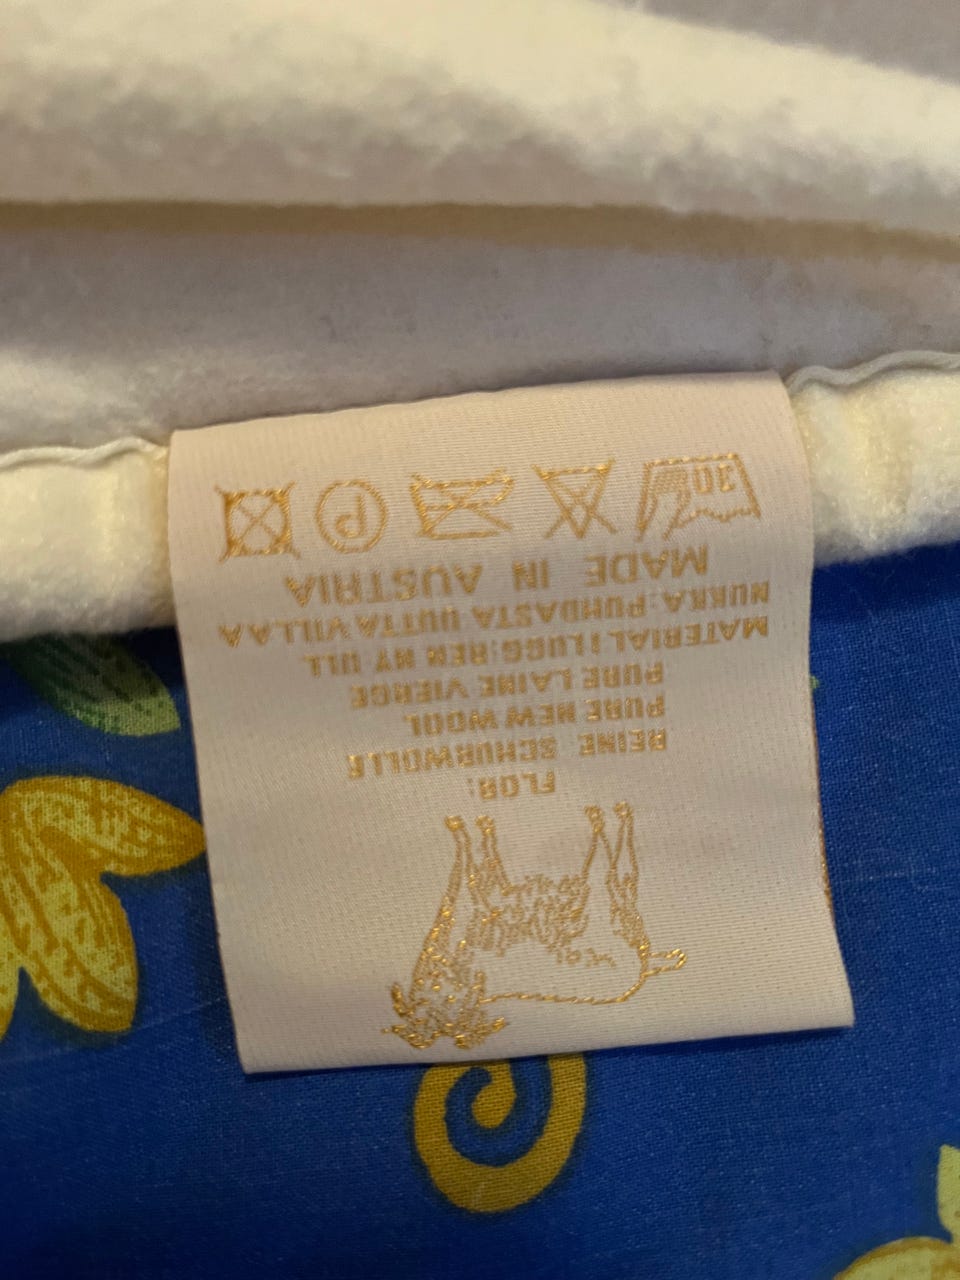 FLOR:
REINE SCHURWOLLE
PURE NEW WOOL
PURE LAINE VIERGE
MATERIAL I LUGG:REN NY ULL
NUKKA:PUHDASTA UUTTA VILLAA
MADE IN AUSTRIA
30 P